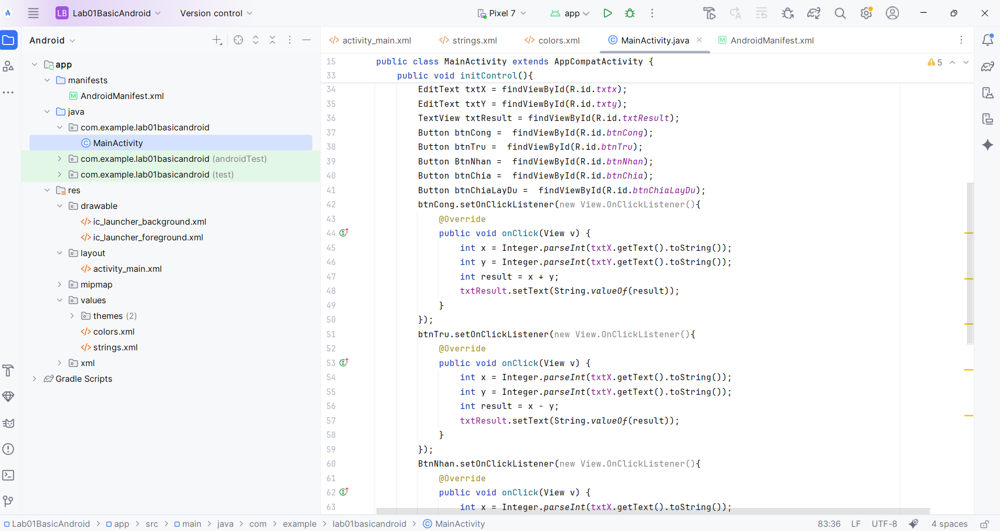 LB Lab01BasicAndroid Version control Pixel 7 app
Android
activity_main.xml strings.xml colors.xml MainActivity.java AndroidManifest.xml
app
manifests
AndroidManifest.xml
java
com.example.lab01basicandroid
MainActivity
com.example.lab01basicandroid (androidTest)
com.example.lab01basicandroid (test)
res
drawable
ic_launcher_background.xml
ic_launcher_foreground.xml
layout
activity_main.xml
mipmap
values
themes (2)
colors.xml
strings.xml
xml
Gradle Scripts
5
15 public class MainActivity extends AppCompatActivity {
33 public void initControl(){
34 EditText txtX = findViewById(R.id.txtx);
35 EditText txtY = findViewById(R.id.txty);
36 TextView txtResult = findViewById(R.id.txtResult);
37 Button btnCong =  findViewById(R.id.btnCong);
38 Button btnTru =  findViewById(R.id.btnTru);
39 Button BtnNhan =  findViewById(R.id.btnNhan);
40 Button btnChia =  findViewById(R.id.btnChia);
41 Button btnChiaLayDu =  findViewById(R.id.btnChiaLayDu);
42 btnCong.setOnClickListener(new View.OnClickListener(){
43 @Override
44 public void onClick(View v) {
45 int x = Integer.parseInt(txtX.getText().toString());
46 int y = Integer.parseInt(txtY.getText().toString());
47 int result = x + y;
48 txtResult.setText(String.valueOf(result));
49 }
50 });
51 btnTru.setOnClickListener(new View.OnClickListener(){
52 @Override
53 public void onClick(View v) {
54 int x = Integer.parseInt(txtX.getText().toString());
55 int y = Integer.parseInt(txtY.getText().toString());
56 int result = x - y;
57 txtResult.setText(String.valueOf(result));
58 }
59 });
60 BtnNhan.setOnClickListener(new View.OnClickListener(){
61 @Override
62 public void onClick(View v) {
63 int x = Integer.parseInt(txtX.getText().toString());
Lab01BasicAndroid > app > src > main > java > com > example > lab01basicandroid > MainActivity 83:36 LF UTF-8 4 spaces